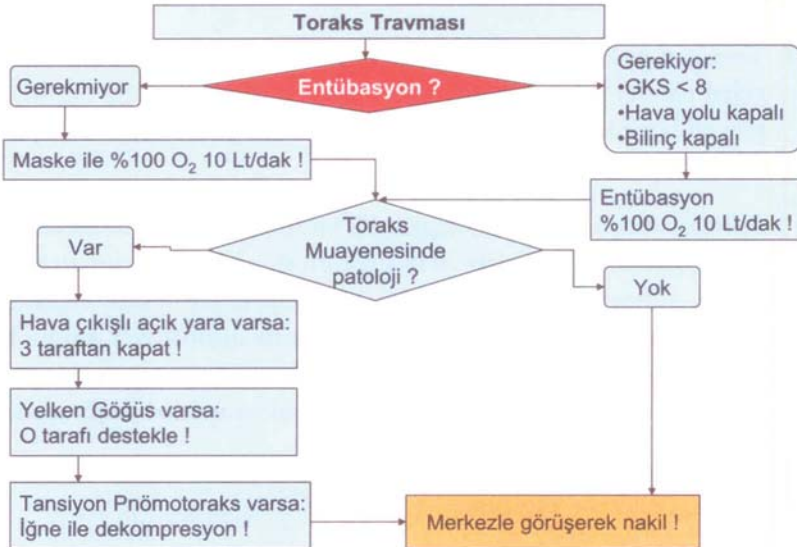 Toraks Travması
Entübasyon ?
Gerekmiyor
Gerekiyor:
•GKS < 8
•Hava yolu kapalı
•Bilinç kapalı
Maske ile %100 O₂ 10 Lt/dak !
Entübasyon
%100 O₂ 10 Lt/dak !
Toraks
Muayenesinde
patoloji ?
Var
Yok
Hava çıkışlı açık yara varsa:
3 taraftan kapat !
Yelken Göğüs varsa:
O tarafı destekle !
Tansiyon Pnömotoraks varsa:
İğne ile dekompresyon !
Merkezle görüşerek nakil !